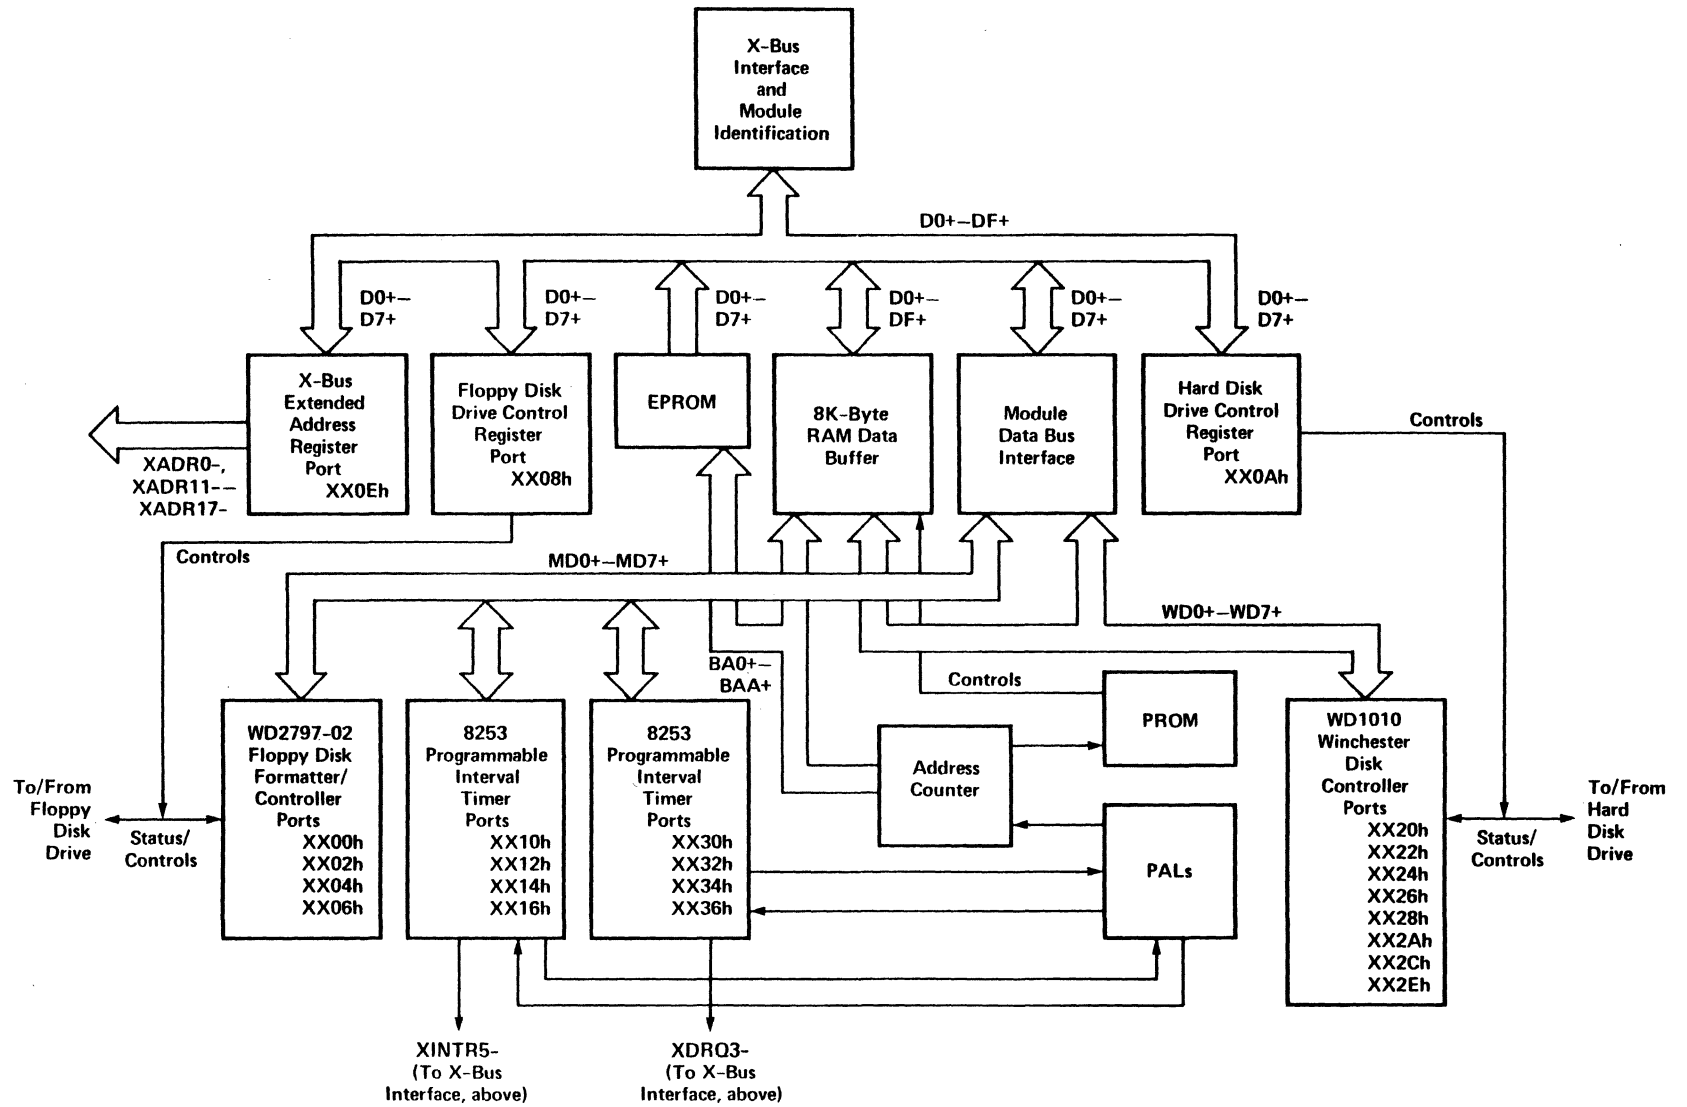 X-Bus
Interface
and
Module
Identification
D0+—DF+
D0+—
D7+
D0+—
D7+
D0+—
D7+
D0+—
DF+
D0+—
D7+
D0+—
D7+
X-Bus
Extended
Address
Register
Port
XX0Eh
Floppy Disk
Drive Control
Register
Port
XX08h
EPROM
8K-Byte
RAM Data
Buffer
Module
Data Bus
Interface
Hard Disk
Drive Control
Register
Port
XX0Ah
Controls
XADR0-,
XADR11-—
XADR17-
Controls
MD0+—MD7+
WD0+—WD7+
BA0+—
BAA+
Controls
WD2797-02
Floppy Disk
Formatter/
Controller
Ports
XX00h
XX02h
XX04h
XX06h
8253
Programmable
Interval
Timer
Ports
XX10h
XX12h
XX14h
XX16h
8253
Programmable
Interval
Timer
Ports
XX30h
XX32h
XX34h
XX36h
Address
Counter
PROM
PALs
WD1010
Winchester
Disk
Controller
Ports
XX20h
XX22h
XX24h
XX26h
XX28h
XX2Ah
XX2Ch
XX2Eh
To/From
Floppy
Disk
Drive
Status/
Controls
Status/
Controls
To/From
Hard
Disk
Drive
XINTR5-
(To X-Bus
Interface, above)
XDRQ3-
(To X-Bus
Interface, above)